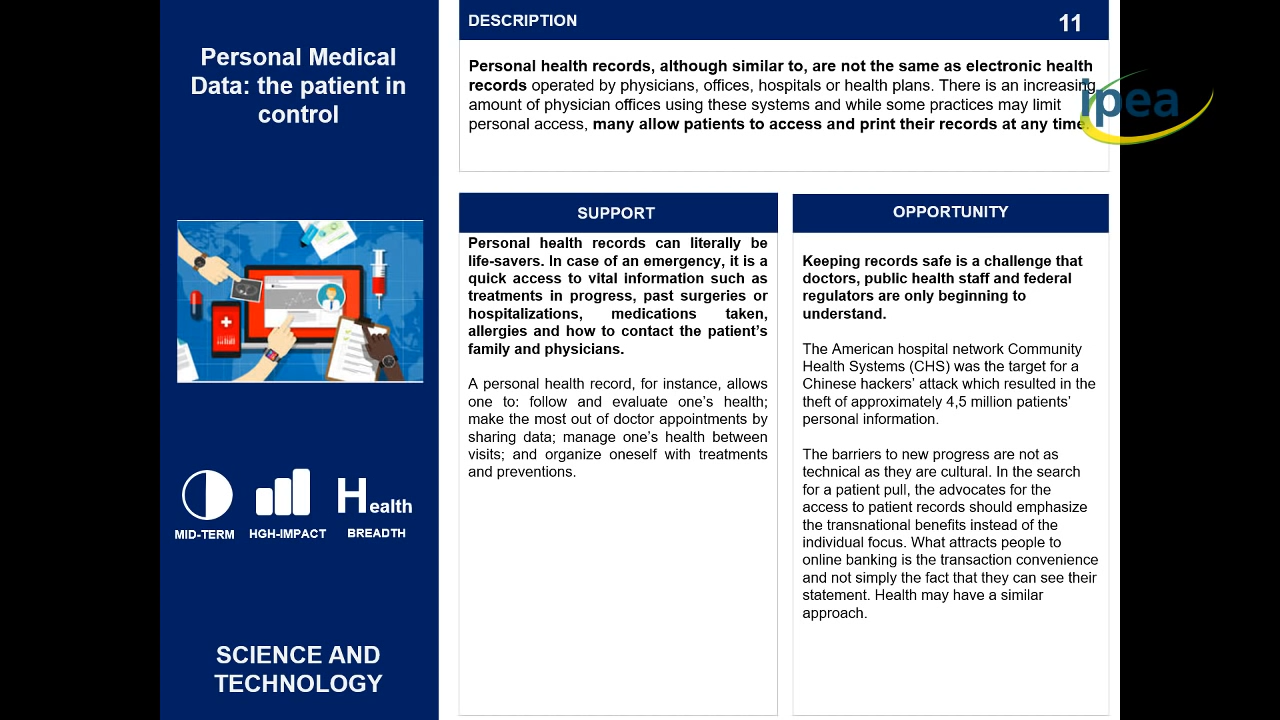 Personal Medical
Data: the patient in
control
MID-TERM
HGH-IMPACT
Health
BREADTH
SCIENCE AND
TECHNOLOGY
DESCRIPTION
11
Personal health records, although similar to, are not the same as electronic health
records operated by physicians, offices, hospitals or health plans. There is an increasing
amount of physician offices using these systems and while some practices may limit
personal access, many allow patients to access and print their records at any time.
ipea
SUPPORT
Personal health records can literally be
life-savers. In case of an emergency, it is a
quick access to vital information such as
treatments in progress, past surgeries or
hospitalizations, medications taken,
allergies and how to contact the patient’s
family and physicians.
A personal health record, for instance, allows
one to: follow and evaluate one’s health;
make the most out of doctor appointments by
sharing data; manage one’s health between
visits; and organize oneself with treatments
and preventions.
OPPORTUNITY
Keeping records safe is a challenge that
doctors, public health staff and federal
regulators are only beginning to
understand.
The American hospital network Community
Health Systems (CHS) was the target for a
Chinese hackers’ attack which resulted in the
theft of approximately 4,5 million patients’
personal information.
The barriers to new progress are not as
technical as they are cultural. In the search
for a patient pull, the advocates for the
access to patient records should emphasize
the transnational benefits instead of the
individual focus. What attracts people to
online banking is the transaction convenience
and not simply the fact that they can see their
statement. Health may have a similar
approach.